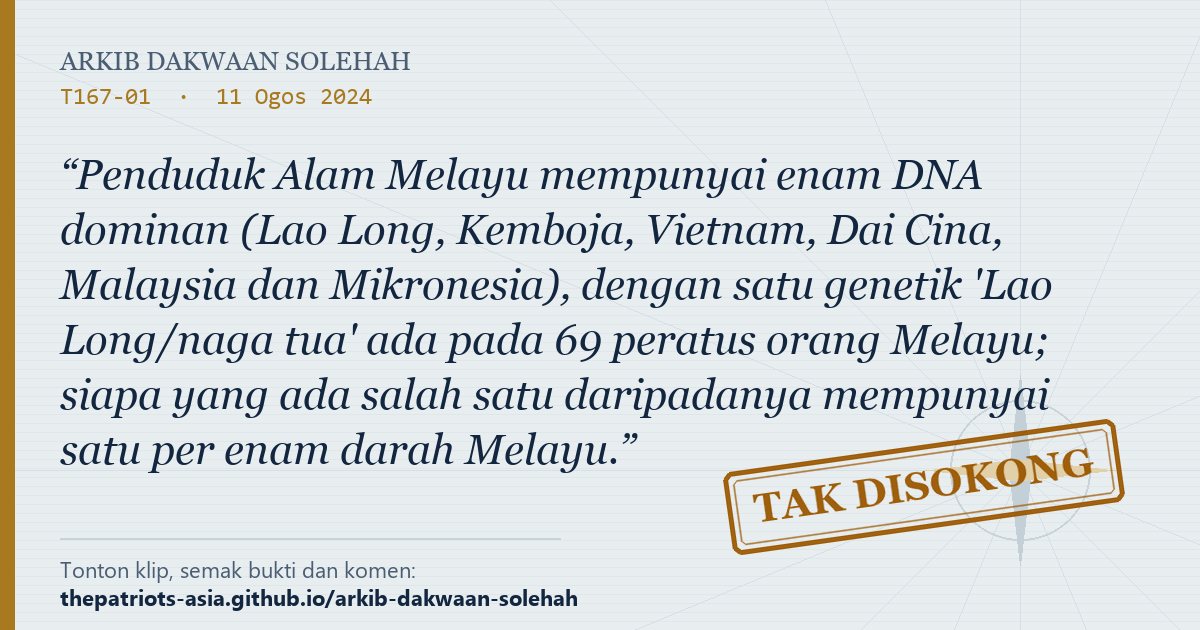 ARKIB DAKWAAN SOLEHAH
T167-01 · 11 Ogos 2024
“Penduduk Alam Melayu mempunyai enam DNA
dominan (Lao Long, Kemboja, Vietnam, Dai Cina,
Malaysia dan Mikronesia), dengan satu genetik 'Lao
Long/naga tua' ada pada 69 peratus orang Melayu;
siapa yang ada salah satu daripadanya mempunyai
satu per enam darah Melayu.”
TAK DISOKONG
Tonton klip, semak bukti dan komen:
thepatriots-asia.github.io/arkib-dakwaan-solehah